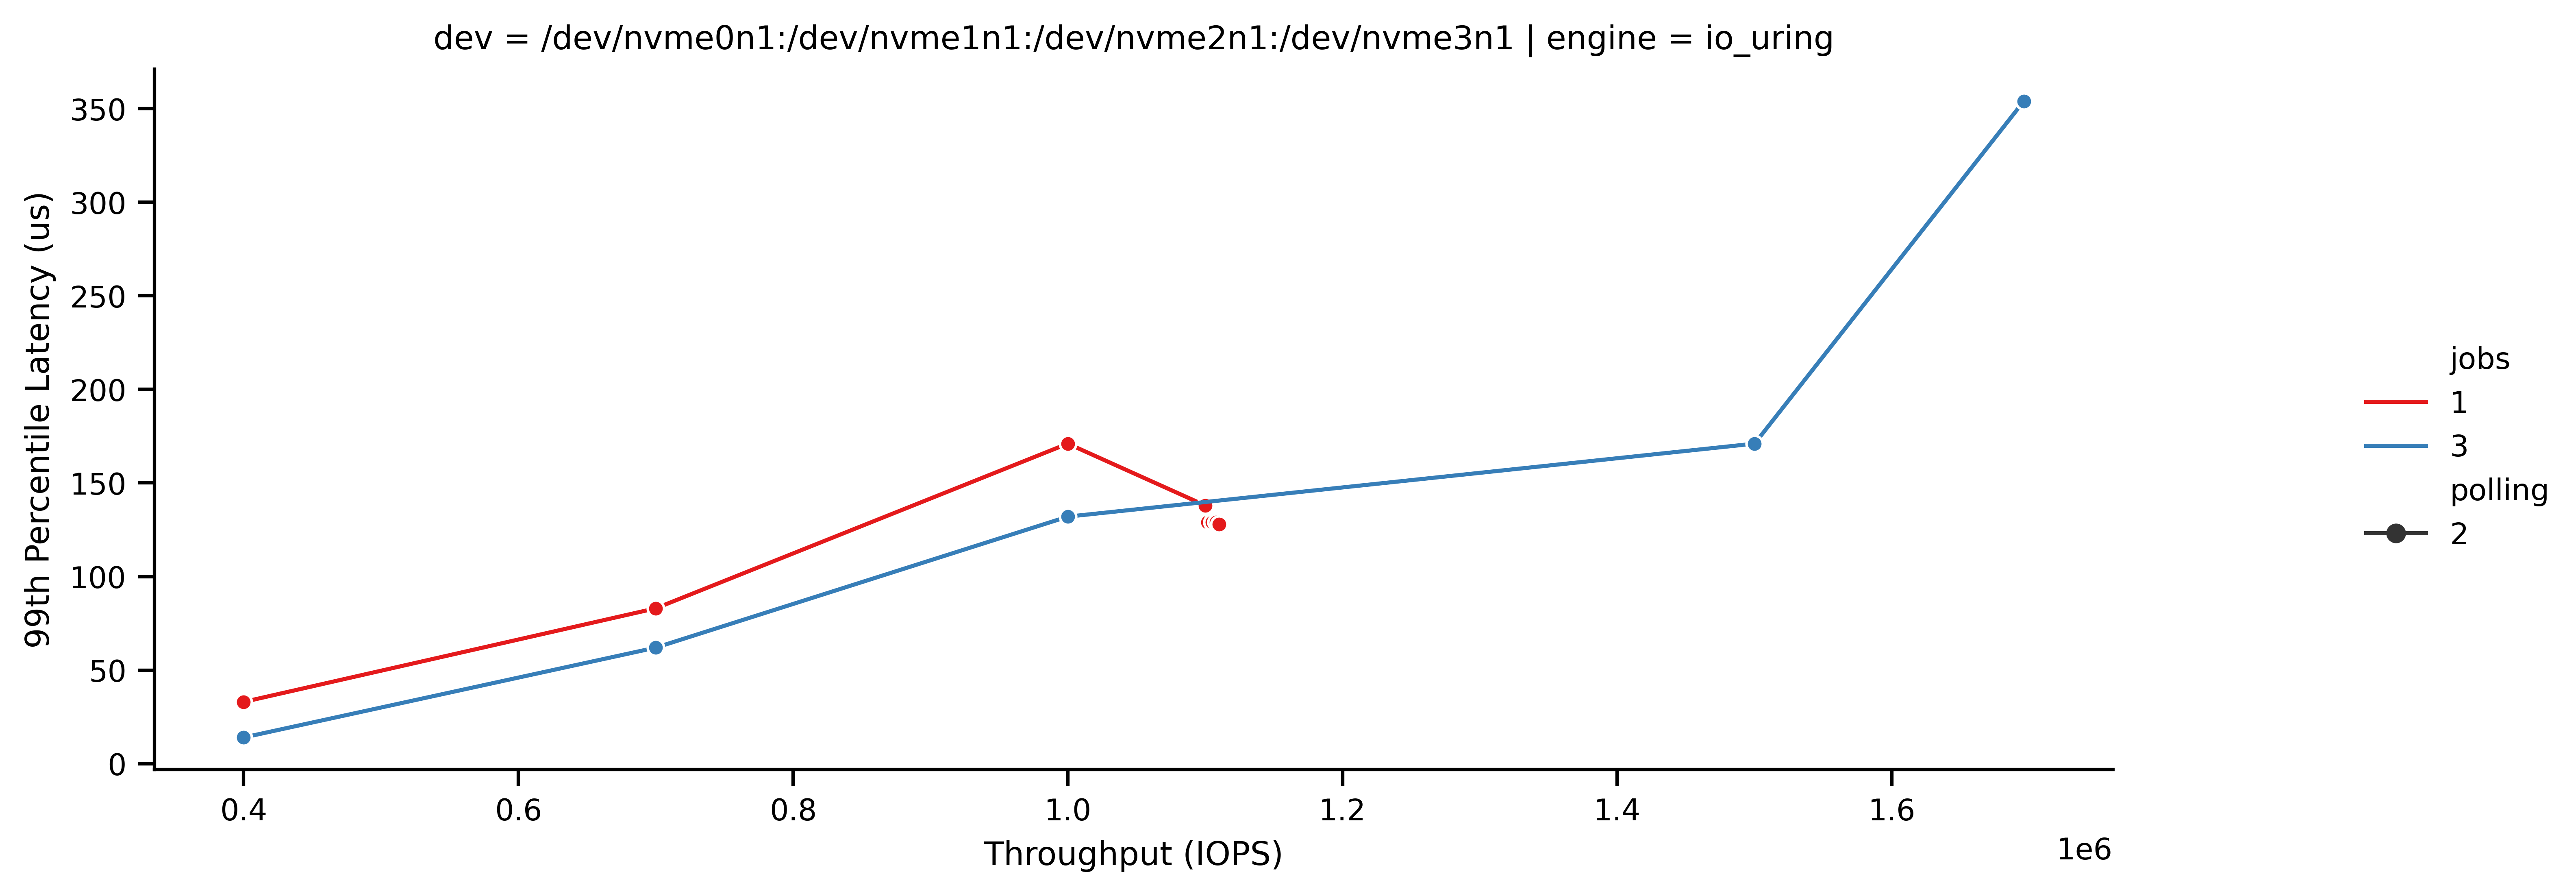 dev = /dev/nvme0n1:/dev/nvme1n1:/dev/nvme2n1:/dev/nvme3n1 | engine = io_uring
99th Percentile Latency (us)
350
300
250
200
150
100
50
0
0.4 0.6 0.8 1.0 1.2 1.4 1.6
1e6
Throughput (IOPS)
jobs
1
3
polling
2